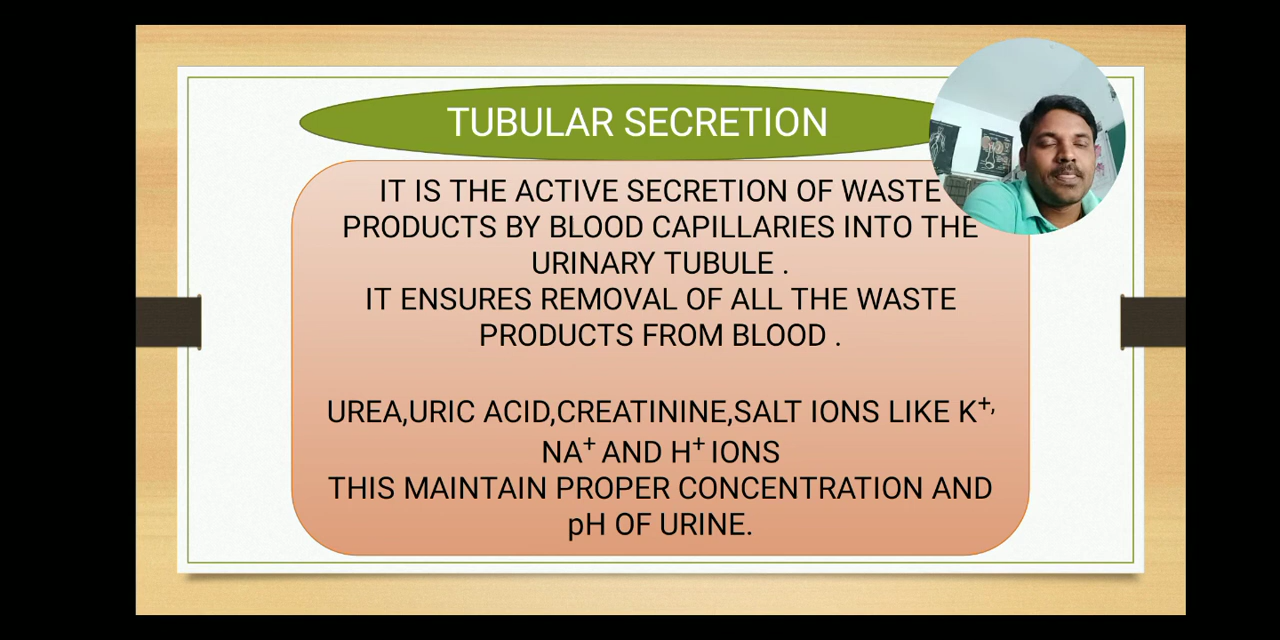 TUBULAR SECRETION
IT IS THE ACTIVE SECRETION OF WASTE
PRODUCTS BY BLOOD CAPILLARIES INTO THE
URINARY TUBULE .
IT ENSURES REMOVAL OF ALL THE WASTE
PRODUCTS FROM BLOOD .
UREA,URIC ACID,CREATININE,SALT IONS LIKE K⁺,
NA⁺ AND H⁺ IONS
THIS MAINTAIN PROPER CONCENTRATION AND
pH OF URINE.